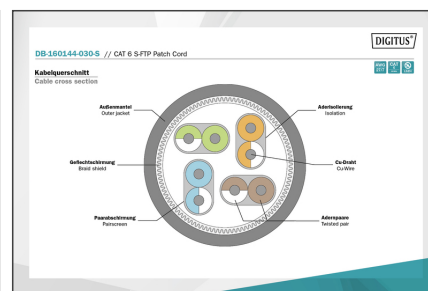 DIGITUS®
DB-160144-030-S // CAT 6 S-FTP Patch Cord
Kabelquerschnitt
Cable cross section
Außenmantel
Outer jacket
Aderisolierung
Isolation
Geflechtschirmung
Braid shield
Cu-Draht
Cu-Wire
Paarabschirmung
Pairscreen
Adernpaare
Twisted pair